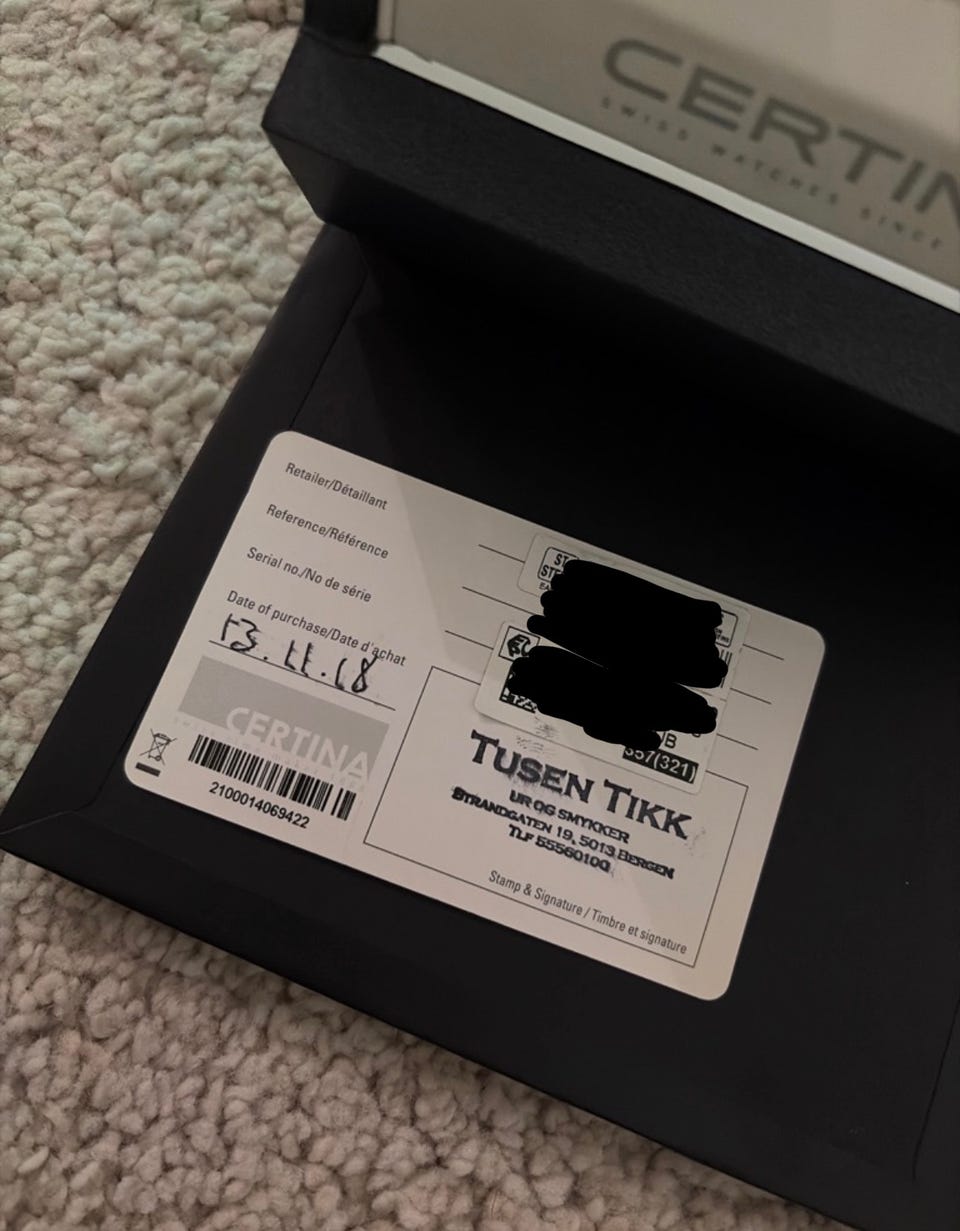 CERTIN
SWISS WATCHES SINCE
Retailer/Détaillant
Reference/Référence
Serial no./No de série
Date of purchase/Date d'achat
13.11.18
CERTINA
2100014069422
557(321)
TUSEN TIKK
UR OG SMYKKER
STRANDGATEN 19, 5013 BERGEN
TLF 55560100
Stamp & Signature / Timbre et signature